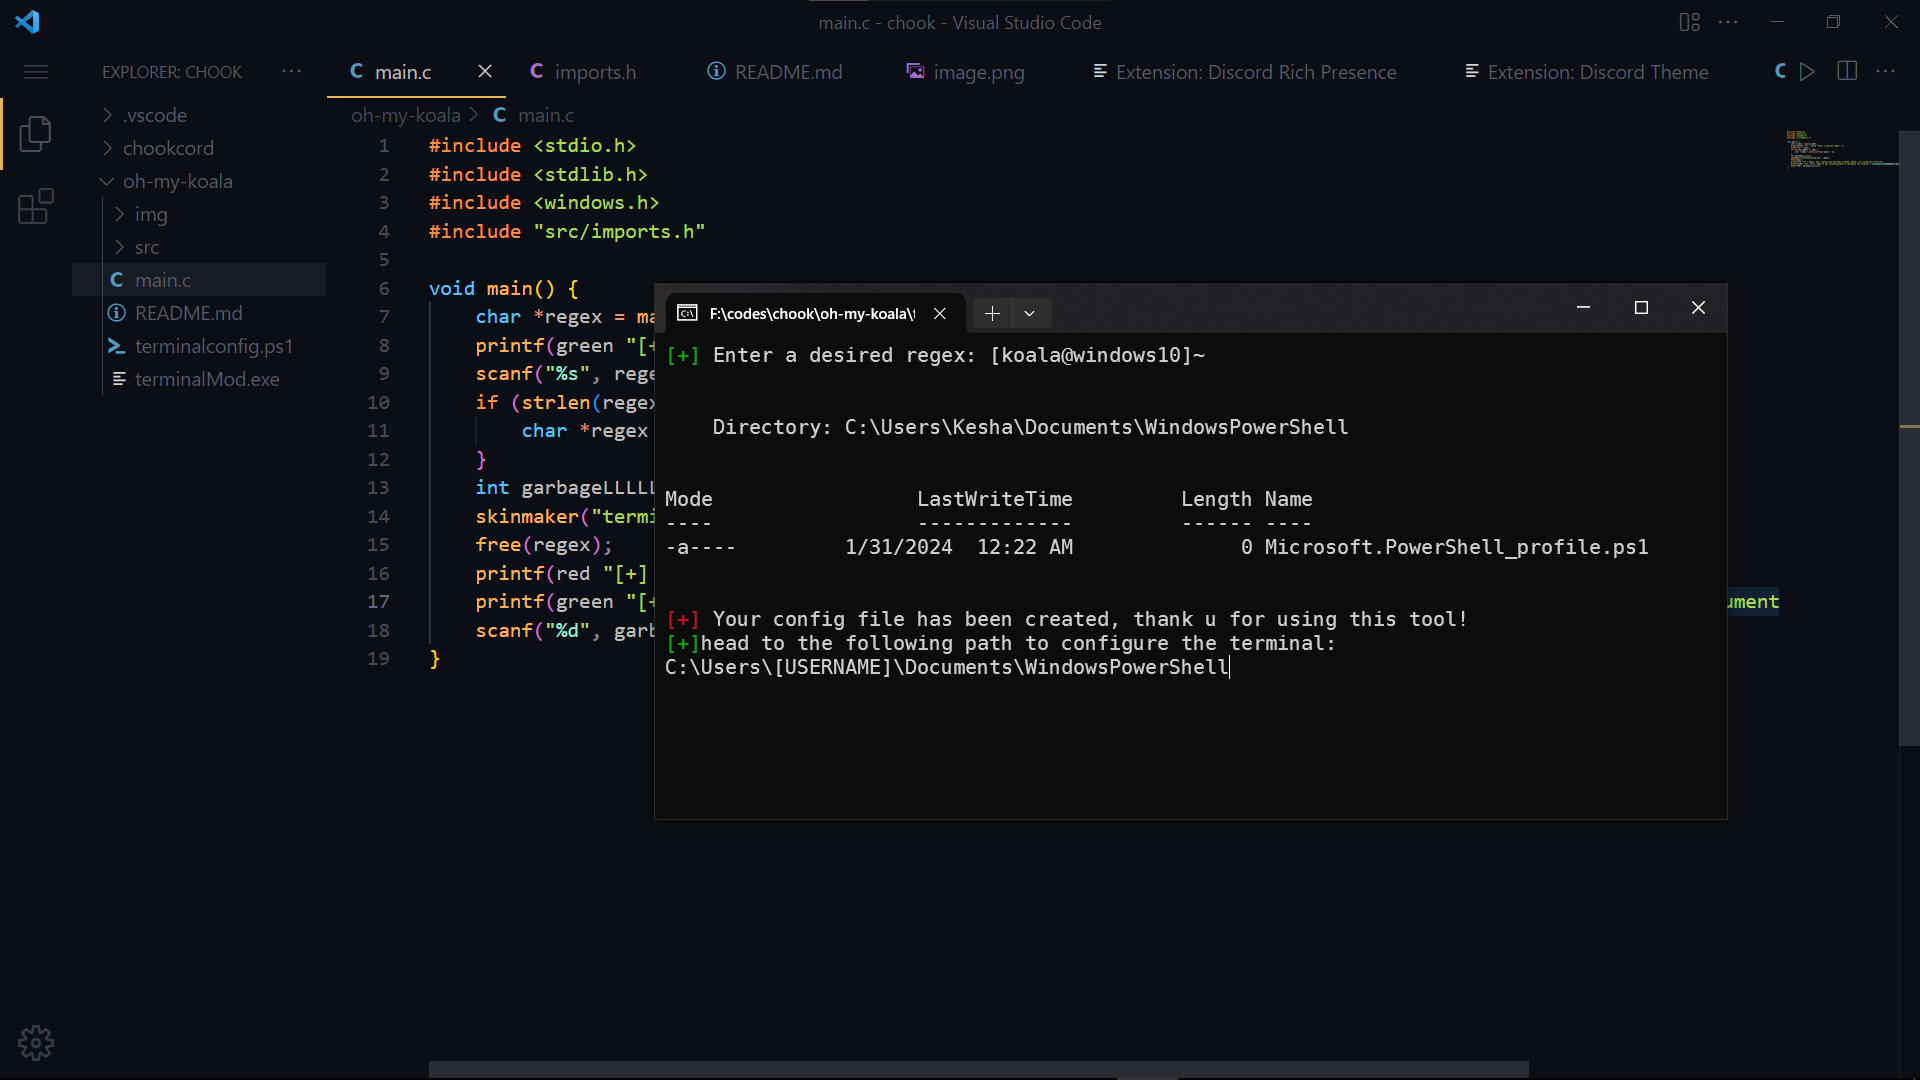 main.c - chook - Visual Studio Code
EXPLORER: CHOOK
main.c
imports.h
README.md
image.png
Extension: Discord Rich Presence
Extension: Discord Theme
.vscode
chookcord
oh-my-koala
img
src
main.c
README.md
terminalconfig.ps1
terminalMod.exe
oh-my-koala > C main.c
1 #include <stdio.h>
2 #include <stdlib.h>
3 #include <windows.h>
4 #include "src/imports.h"
5
6 void main() {
7 char *regex = ma
8 printf(green "[+
9 scanf("%s", rege
10 if (strlen(regex
11 char *regex
12 }
13 int garbageLLLLL
14 skinmaker("termi
15 free(regex);
16 printf(red "[+]
17 printf(green "[+
ument
18 scanf("%d", garb
19 }
F:\codes\chook\oh-my-koala\t
[+] Enter a desired regex: [koala@windows10]~
Directory: C:\Users\Kesha\Documents\WindowsPowerShell
Mode LastWriteTime Length Name
---- ------------- ------ ----
-a---- 1/31/2024 12:22 AM 0 Microsoft.PowerShell_profile.ps1
[+] Your config file has been created, thank u for using this tool!
[+]head to the following path to configure the terminal:
C:\Users\[USERNAME]\Documents\WindowsPowerShell